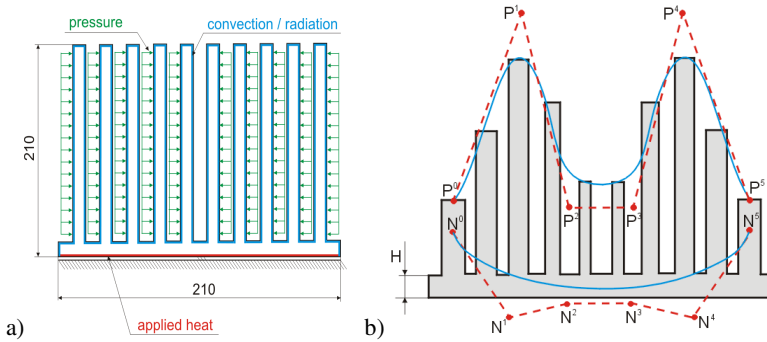 pressure
convection / radiation
210
210
applied heat
a)
P¹
P⁴
P⁰
P⁵
P²
P³
N⁰
N⁵
H
N¹
N²
N³
N⁴
b)